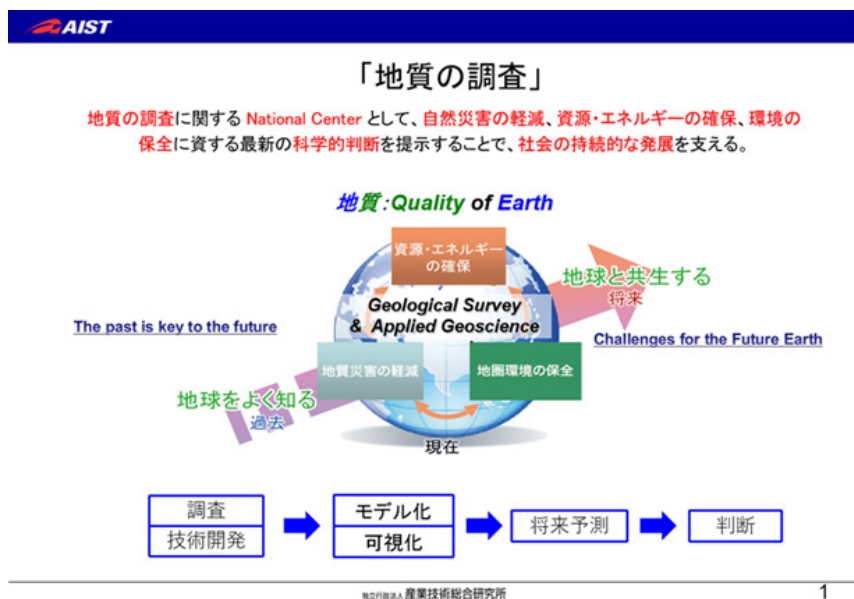 AIST
「地質の調査」
地質の調査に関する National Center として、自然災害の軽減、資源・エネルギーの確保、環境の
保全に資する最新の科学的判断を提示することで、社会の持続的な発展を支える。
地質:Quality of Earth
資源・エネルギー
の確保
地球と共生する
将来
Geological Survey
& Applied Geoscience
The past is key to the future
Challenges for the Future Earth
地質災害の軽減
地圏環境の保全
地球をよく知る
過去
現在
調査
技術開発
モデル化
可視化
将来予測
判断
独立行政法人 産業技術総合研究所
1